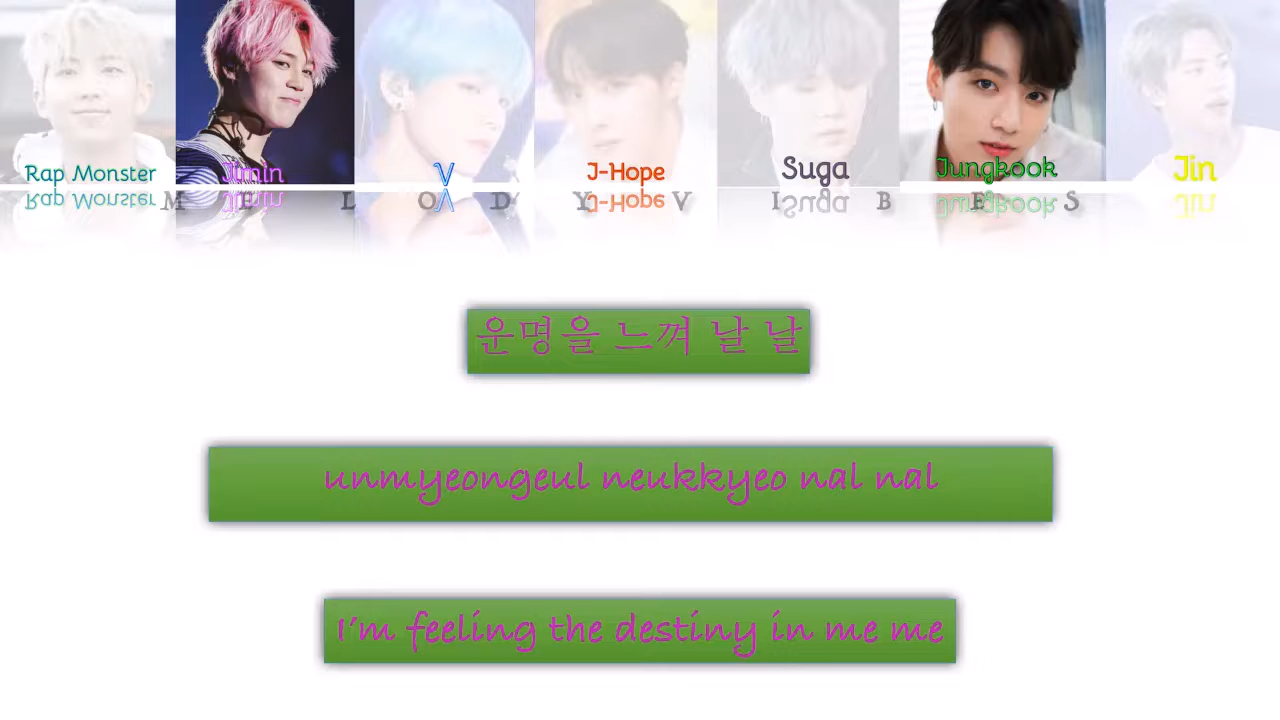 Rap Monster Jimin V J-Hope Suga Jungkook Jin
M E L O D Y V I B E S
운명을 느껴 날 날
unmyeongeul neukkyeo nal nal
I'm feeling the destiny in me me